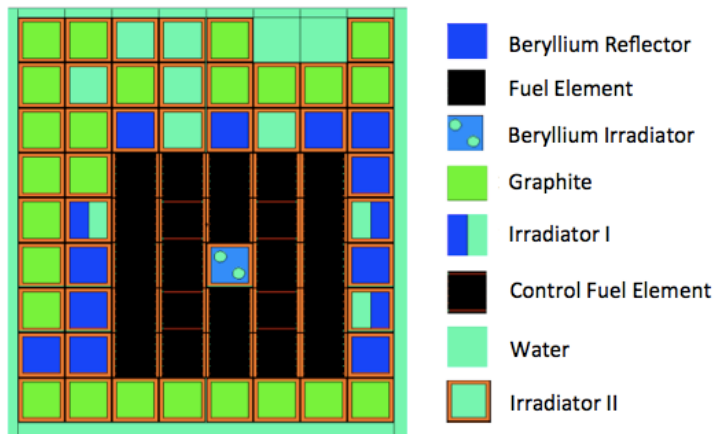 Beryllium Reflector
Fuel Element
Beryllium Irradiator
Graphite
Irradiator I
Control Fuel Element
Water
Irradiator II